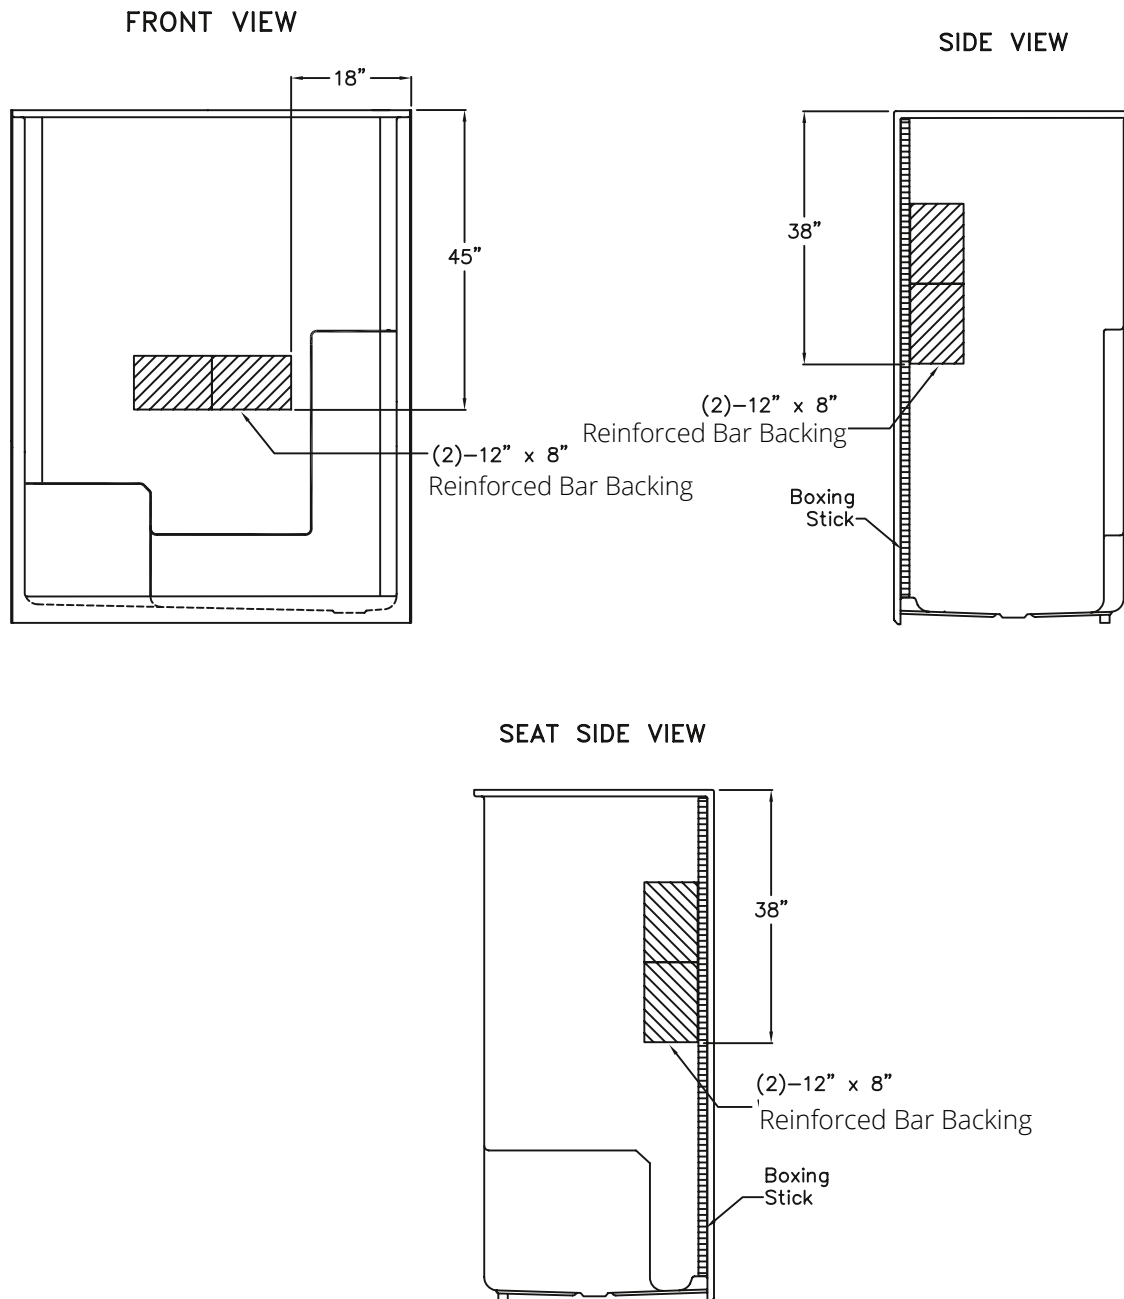 FRONT VIEW
18”
45”
(2)–12” x 8”
Reinforced Bar Backing
SIDE VIEW
38”
(2)–12” x 8”
Reinforced Bar Backing
Boxing
Stick
SEAT SIDE VIEW
38”
(2)–12” x 8”
Reinforced Bar Backing
Boxing
Stick